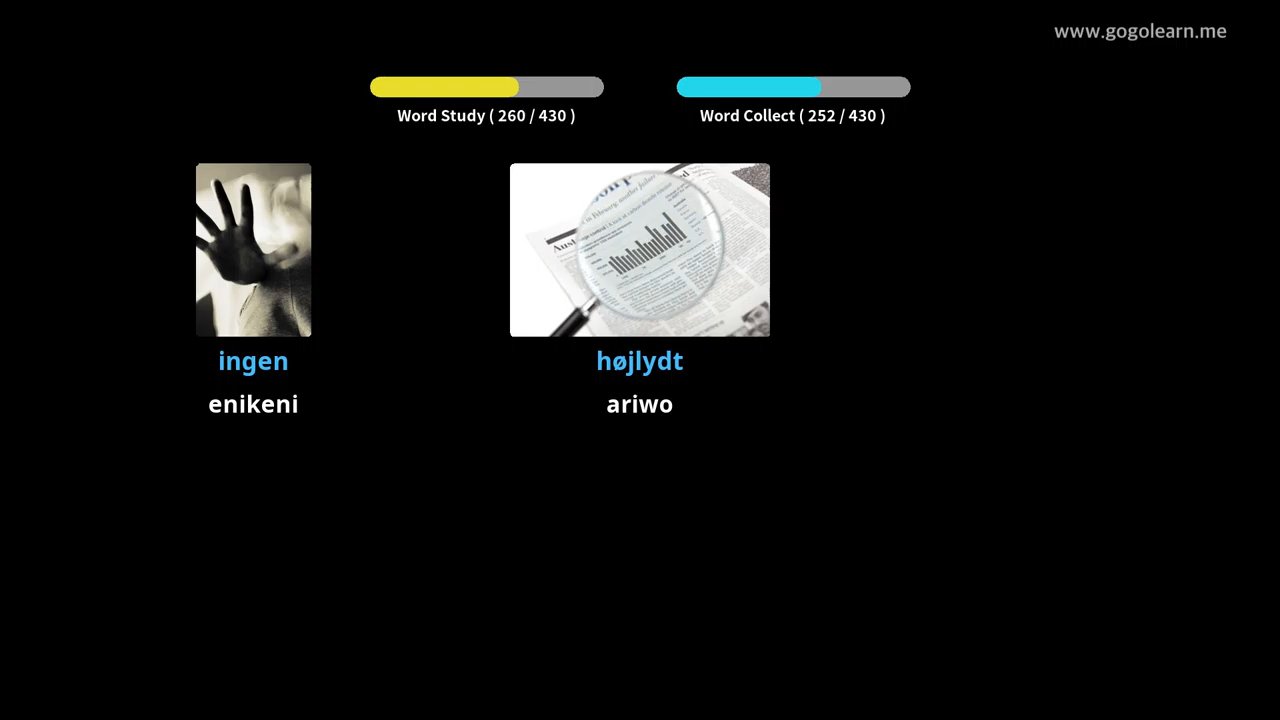 www.gogolearn.me
Word Study ( 260 / 430 )
Word Collect ( 252 / 430 )
ingen
højlydt
enikeni
ariwo